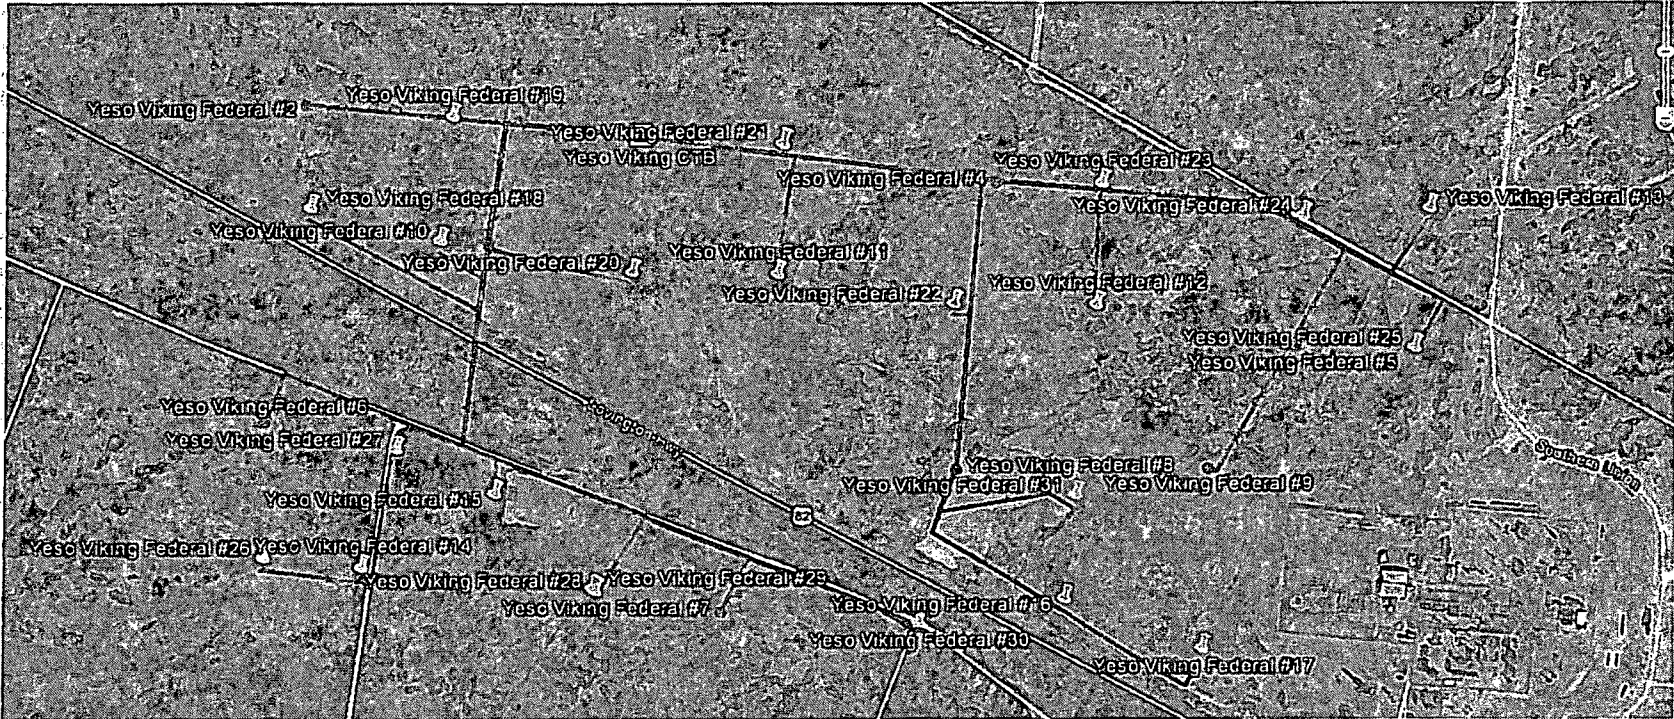 Yeso Viking Federal #19
Yeso Viking Federal #2
Yeso Viking Federal #21
Yeso Viking CTB
Yeso Viking Federal #23
Yeso Viking Federal #4
Yeso Viking Federal #18
Yeso Viking Federal #24
Yeso Viking Federal #13
Yeso Viking Federal #10
Yeso Viking Federal #11
Yeso Viking Federal #20
Yeso Viking Federal #12
Yeso Viking Federal #22
Yeso Viking Federal #25
Yeso Viking Federal #5
Yeso Viking Federal #6
Yeso Viking Federal #27
Lovington Hwy
Southern Union
Yeso Viking Federal #8
Yeso Viking Federal #31
Yeso Viking Federal #9
Yeso Viking Federal #15
82
Yeso Viking Federal #26
Yeso Viking Federal #14
Yeso Viking Federal #28
Yeso Viking Federal #29
Yeso Viking Federal #7
Yeso Viking Federal #16
Yeso Viking Federal #30
Yeso Viking Federal #17